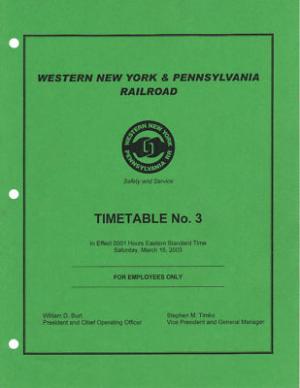 WESTERN NEW YORK & PENNSYLVANIA
RAILROAD
WESTERN NEW YORK
PENNSYLVANIA RR
Safety and Service
TIMETABLE No. 3
In Effect 0001 Hours Eastern Standard Time
Saturday, March 15, 2003
FOR EMPLOYEES ONLY
William D. Burt
President and Chief Operating Officer
Stephen M. Timko
Vice President and General Manager